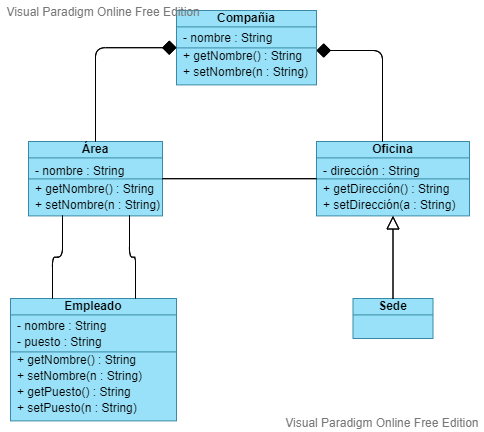 Visual Paradigm Online Free Edition
Compañia
- nombre : String
+ getNombre() : String
+ setNombre(n : String)
Área
- nombre : String
+ getNombre() : String
+ setNombre(n : String)
Oficina
- dirección : String
+ getDirección() : String
+ setDirección(a : String)
Empleado
- nombre : String
- puesto : String
+ getNombre() : String
+ setNombre(n : String)
+ getPuesto() : String
+ setPuesto(n : String)
Sede
Visual Paradigm Online Free Edition